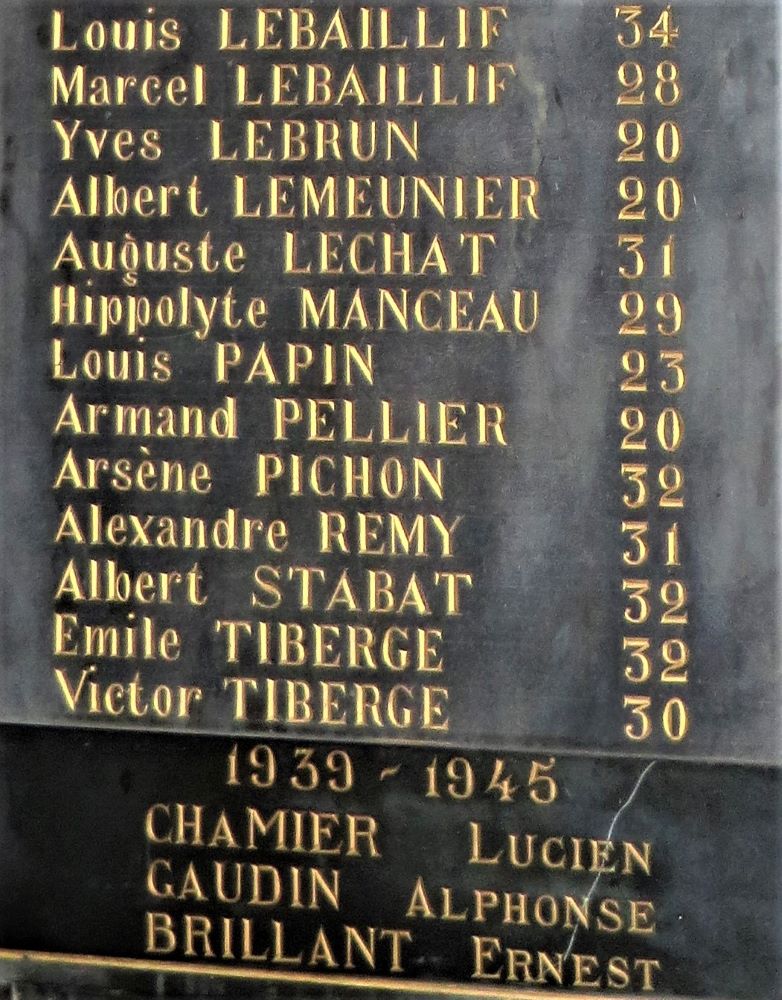 Louis LEBAILLIF 34
Marcel LEBAILLIF 28
Yves LEBRUN 20
Albert LEMEUNIER 20
Auguste LECHAT 31
Hippolyte MANCEAU 29
Louis PAPIN 23
Armand PELLIER 20
Arsène PICHON 32
Alexandre REMY 31
Albert STABAT 32
Emile TIBERGE 32
Victor TIBERGE 30
1939 - 1945
CHAMIER LUCIEN
GAUDIN ALPHONSE
BRILLANT ERNEST